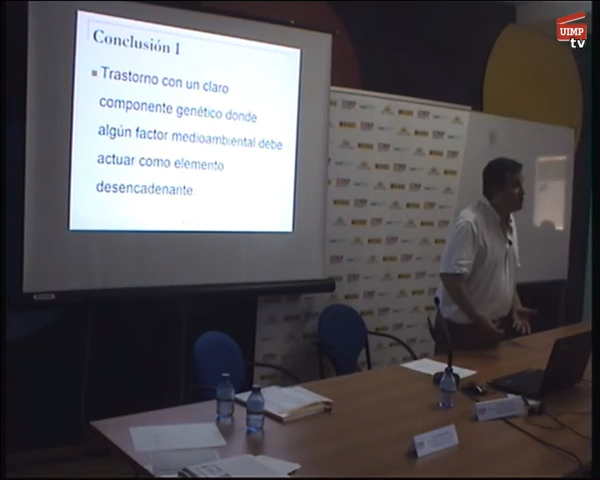 UIMP
tv
Conclusión 1
Trastorno con un claro
componente genético donde
algún factor medioambiental debe
actuar como elemento
desencadenante.